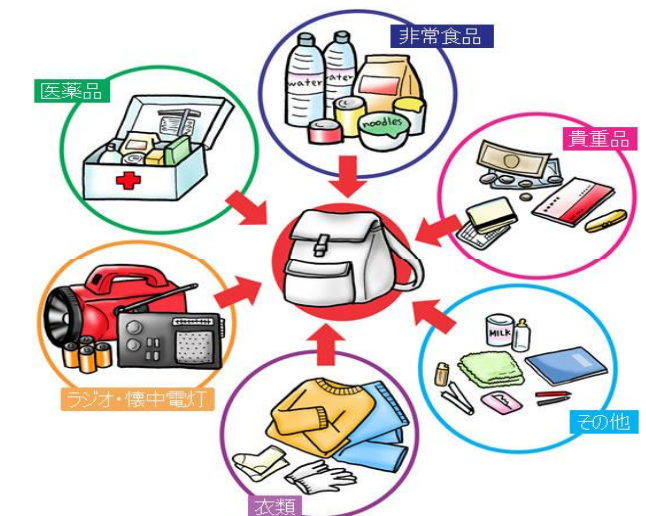 非常食品
water
water
noodles
医薬品
貴重品
ラジオ・懐中電灯
MILK
その他
衣類